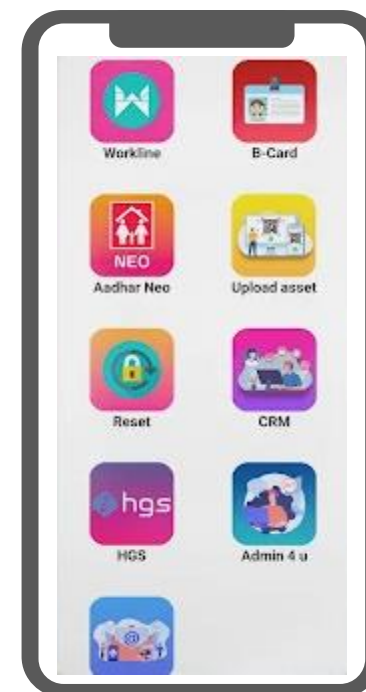 Workline
B-Card
NEO
Aadhar Neo
Upload asset
Reset
CRM
hgs
HGS
Admin 4 u
@